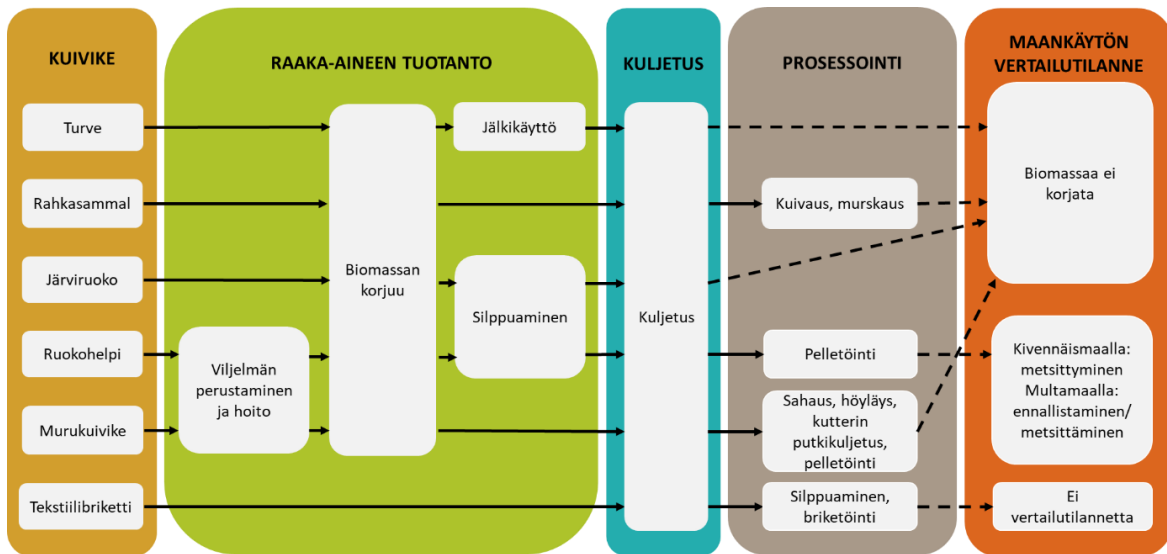 KUIVIKE
Turve
Rahkasammal
Järviruoko
Ruokohelpi
Murukuivike
Tekstiilibriketti
RAAKA-AINEEN TUOTANTO
Viljelmän
perustaminen
ja hoito
Biomassan
korjuu
Jälkikäyttö
Silppuaminen
KULJETUS
Kuljetus
PROSESSOINTI
Kuivaus, murskaus
Pelletöinti
Sahaus, höyläys,
kutterin
putkikuljetus,
pelletöinti
Silppuaminen,
briketöinti
MAANKÄYTÖN
VERTAILUTILANNE
Biomassaa ei
korjata
Kivennäismaalla:
metsittyminen
Multamaalla:
ennallistaminen/
metsittäminen
Ei
vertailutilannetta